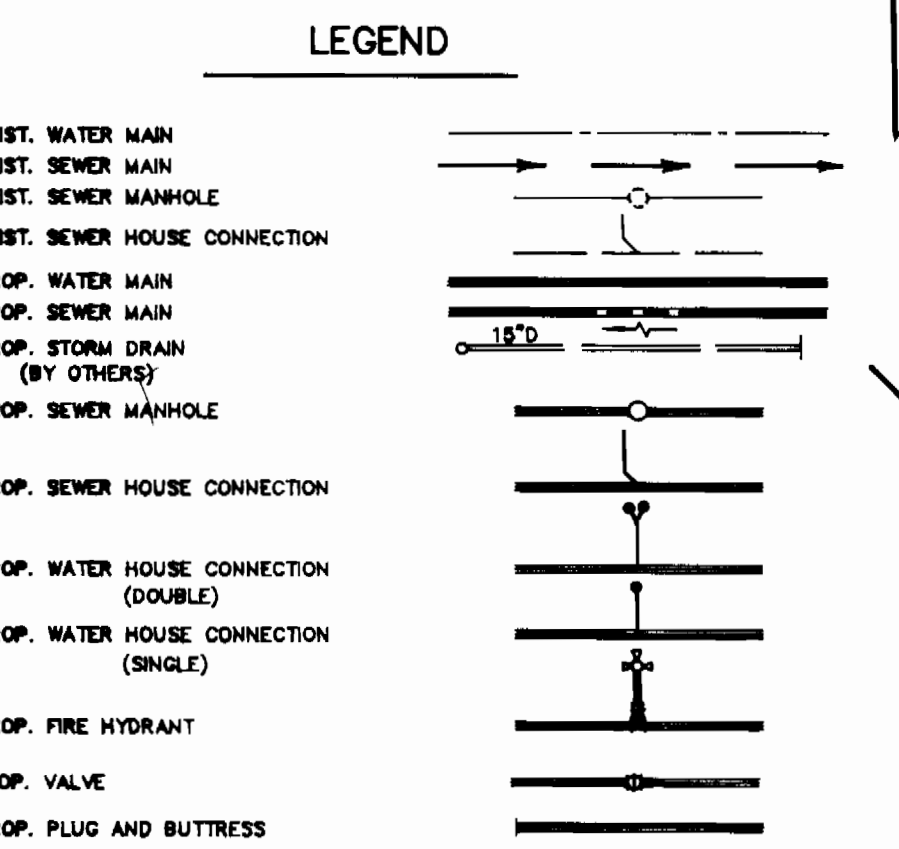 LEGEND
IST. WATER MAIN
IST. SEWER MAIN
IST. SEWER MANHOLE
IST. SEWER HOUSE CONNECTION
OP. WATER MAIN
OP. SEWER MAIN
15"D
OP. STORM DRAIN
(BY OTHERS)
OP. SEWER MANHOLE
OP. SEWER HOUSE CONNECTION
OP. WATER HOUSE CONNECTION
(DOUBLE)
OP. WATER HOUSE CONNECTION
(SINGLE)
OP. FIRE HYDRANT
OP. VALVE
OP. PLUG AND BUTTRESS